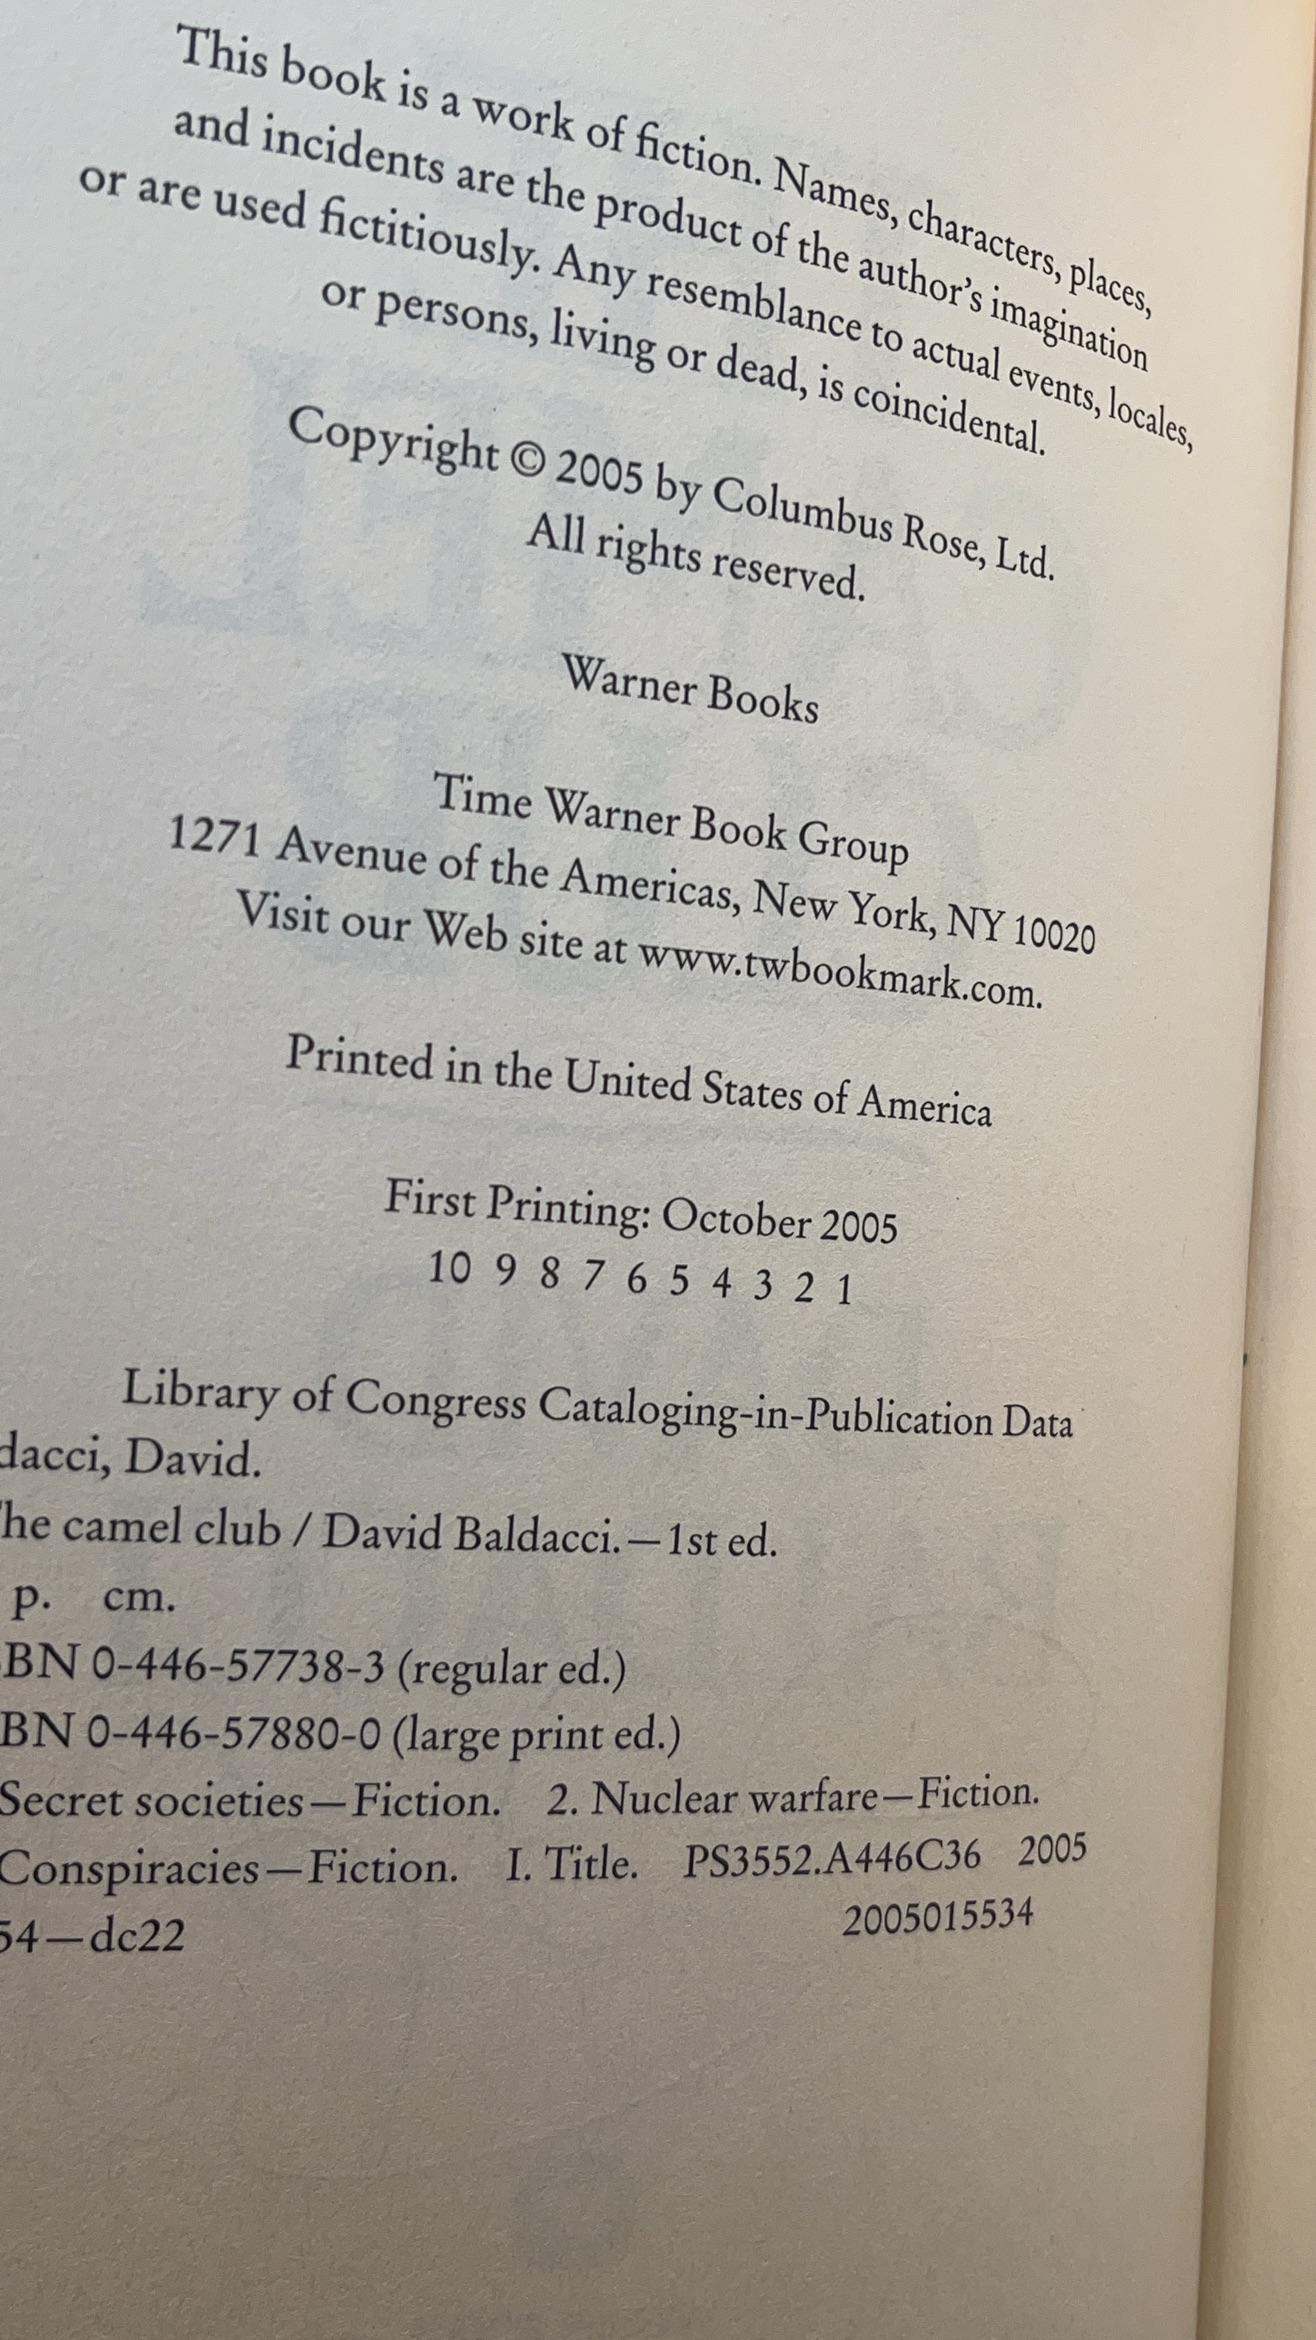 This book is a work of fiction. Names, characters, places,
and incidents are the product of the author's imagination
or are used fictitiously. Any resemblance to actual events, locales,
or persons, living or dead, is coincidental.
Copyright © 2005 by Columbus Rose, Ltd.
All rights reserved.
Warner Books
Time Warner Book Group
1271 Avenue of the Americas, New York, NY 10020
Visit our Web site at www.twbookmark.com.
Printed in the United States of America
First Printing: October 2005
10 9 8 7 6 5 4 3 2 1
Library of Congress Cataloging-in-Publication Data
dacci, David.
he camel club / David Baldacci.—1st ed.
p. cm.
BN 0-446-57738-3 (regular ed.)
BN 0-446-57880-0 (large print ed.)
Secret societies—Fiction. 2. Nuclear warfare—Fiction.
Conspiracies—Fiction. I. Title. PS3552.A446C36 2005
54—dc22 2005015534